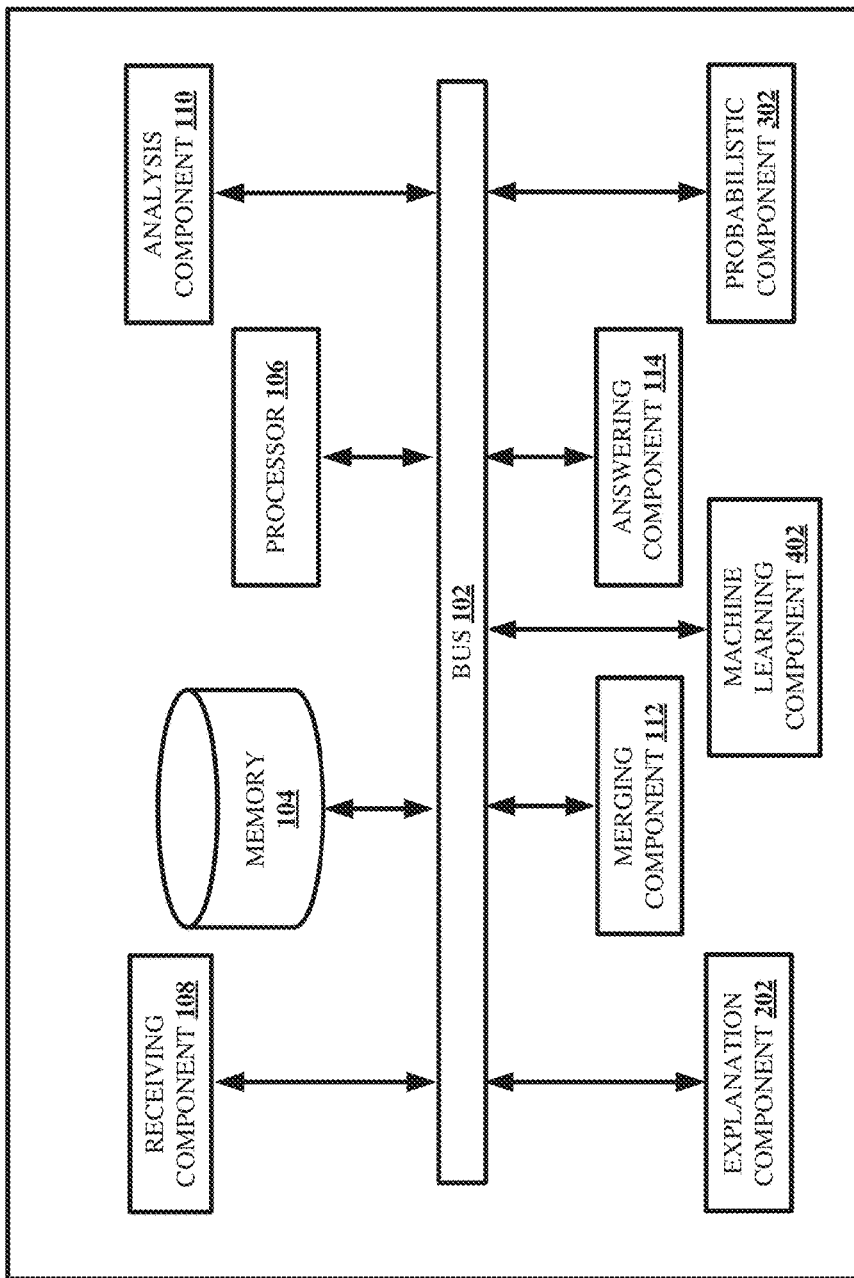 RECEIVING
COMPONENT 108
MEMORY
104
PROCESSOR 106
ANALYSIS
COMPONENT 110
BUS 102
EXPLANATION
COMPONENT 202
MERGING
COMPONENT 112
MACHINE
LEARNING
COMPONENT 402
ANSWERING
COMPONENT 114
PROBABILISTIC
COMPONENT 302